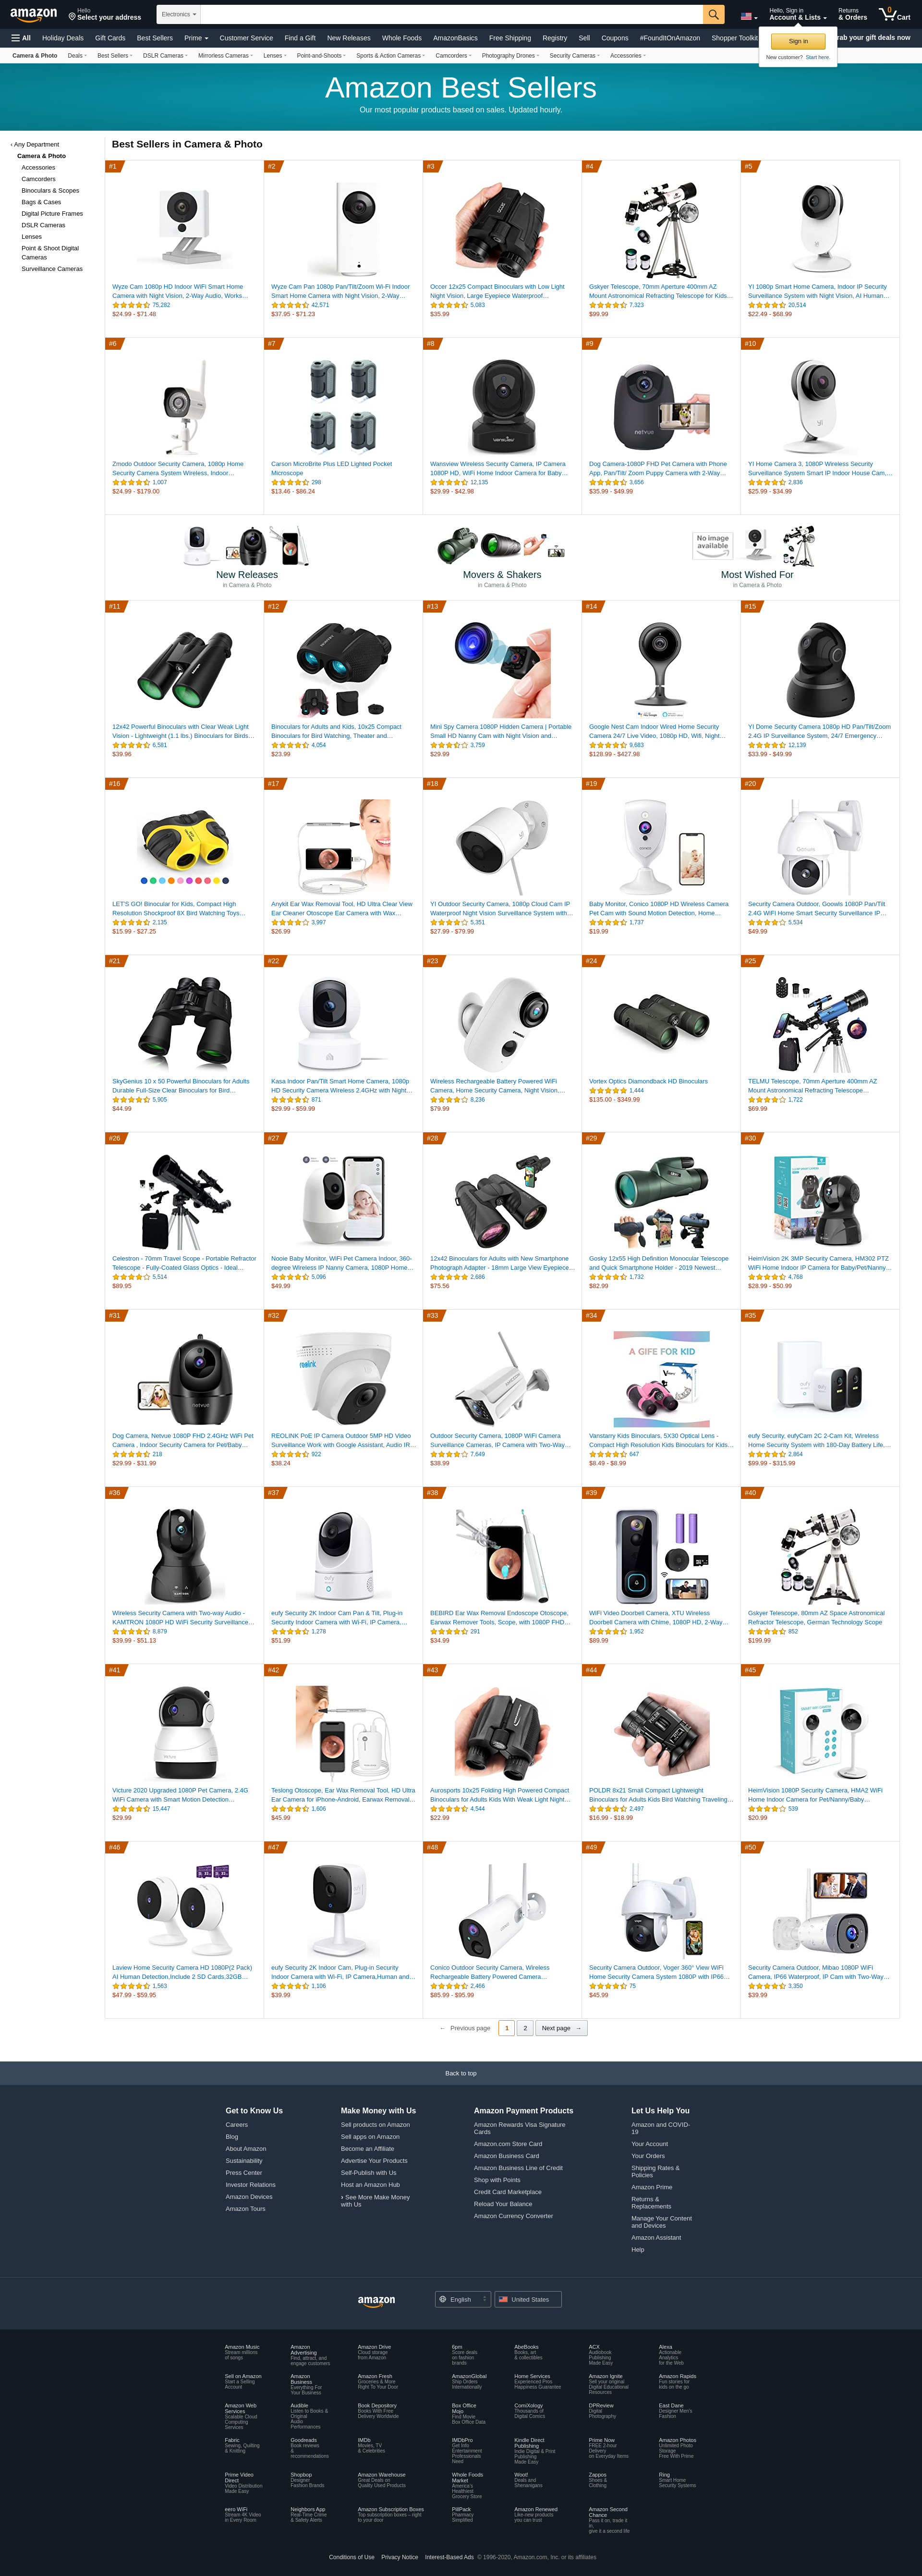 amazon
Hello
Select your address
Electronics
Hello, Sign in
Account & Lists
Returns
& Orders
0
Cart
All
Holiday Deals
Gift Cards
Best Sellers
Prime
Customer Service
Find a Gift
New Releases
Whole Foods
AmazonBasics
Free Shipping
Registry
Sell
Coupons
#FoundItOnAmazon
Shopper Toolkit
rab your gift deals now
Sign in
New customer? Start here.
Camera & Photo
Deals
Best Sellers
DSLR Cameras
Mirrorless Cameras
Lenses
Point-and-Shoots
Sports & Action Cameras
Camcorders
Photography Drones
Security Cameras
Accessories
Amazon Best Sellers
Our most popular products based on sales. Updated hourly.
‹ Any Department
Camera & Photo
Accessories
Camcorders
Binoculars & Scopes
Bags & Cases
Digital Picture Frames
DSLR Cameras
Lenses
Point & Shoot Digital
Cameras
Surveillance Cameras
Best Sellers in Camera & Photo
#1
Wyze Cam 1080p HD Indoor WiFi Smart Home
Camera with Night Vision, 2-Way Audio, Works…
75,282
$24.99 - $71.48
#2
Wyze Cam Pan 1080p Pan/Tilt/Zoom Wi-Fi Indoor
Smart Home Camera with Night Vision, 2-Way…
42,571
$37.95 - $71.23
#3
Occer 12x25 Compact Binoculars with Low Light
Night Vision, Large Eyepiece Waterproof…
5,083
$35.99
#4
Gskyer Telescope, 70mm Aperture 400mm AZ
Mount Astronomical Refracting Telescope for Kids…
7,323
$99.99
#5
YI 1080p Smart Home Camera, Indoor IP Security
Surveillance System with Night Vision, AI Human…
20,514
$22.49 - $68.99
#6
Zmodo Outdoor Security Camera, 1080p Home
Security Camera System Wireless, Indoor…
1,007
$24.99 - $179.00
#7
Carson MicroBrite Plus LED Lighted Pocket
Microscope
298
$13.46 - $86.24
#8
Wansview Wireless Security Camera, IP Camera
1080P HD, WiFi Home Indoor Camera for Baby…
12,135
$29.99 - $42.98
#9
netvue
Dog Camera-1080P FHD Pet Camera with Phone
App, Pan/Tilt/ Zoom Puppy Camera with 2-Way…
3,656
$35.99 - $49.99
#10
YI Home Camera 3, 1080P Wireless Security
Surveillance System Smart IP Indoor House Cam,…
2,836
$25.99 - $34.99
New Releases
in Camera & Photo
Movers & Shakers
in Camera & Photo
No image
available
Most Wished For
in Camera & Photo
#11
12x42 Powerful Binoculars with Clear Weak Light
Vision - Lightweight (1.1 lbs.) Binoculars for Birds…
6,581
$39.96
#12
Binoculars for Adults and Kids, 10x25 Compact
Binoculars for Bird Watching, Theater and…
4,054
$23.99
#13
Mini Spy Camera 1080P Hidden Camera | Portable
Small HD Nanny Cam with Night Vision and…
3,759
$29.99
#14
Google Nest Cam Indoor Wired Home Security
Camera 24/7 Live Video, 1080p HD, Wifi, Night…
9,683
$128.99 - $427.98
#15
YI Dome Security Camera 1080p HD Pan/Tilt/Zoom
2.4G IP Surveillance System, 24/7 Emergency…
12,139
$33.99 - $49.99
#16
LET'S GO! Binocular for Kids, Compact High
Resolution Shockproof 8X Bird Watching Toys…
2,135
$15.99 - $27.25
#17
Anykit Ear Wax Removal Tool, HD Ultra Clear View
Ear Cleaner Otoscope Ear Camera with Wax…
3,997
$26.99
#18
YI Outdoor Security Camera, 1080p Cloud Cam IP
Waterproof Night Vision Surveillance System with…
5,351
$27.99 - $79.99
#19
Baby Monitor, Conico 1080P HD Wireless Camera
Pet Cam with Sound Motion Detection, Home…
1,737
$19.99
#20
Security Camera Outdoor, Goowls 1080P Pan/Tilt
2.4G WiFi Home Smart Security Surveillance IP…
5,534
$49.99
#21
SkyGenius 10 x 50 Powerful Binoculars for Adults
Durable Full-Size Clear Binoculars for Bird…
5,905
$44.99
#22
Kasa Indoor Pan/Tilt Smart Home Camera, 1080p
HD Security Camera Wireless 2.4GHz with Night…
871
$29.99 - $59.99
#23
Wireless Rechargeable Battery Powered WiFi
Camera, Home Security Camera, Night Vision,…
8,236
$79.99
#24
Vortex Optics Diamondback HD Binoculars
1,444
$135.00 - $349.99
#25
TELMU Telescope, 70mm Aperture 400mm AZ
Mount Astronomical Refracting Telescope…
1,722
$69.99
#26
Celestron - 70mm Travel Scope - Portable Refractor
Telescope - Fully-Coated Glass Optics - Ideal…
5,514
$89.95
#27
Nooie Baby Monitor, WiFi Pet Camera Indoor, 360-
degree Wireless IP Nanny Camera, 1080P Home…
5,096
$49.99
#28
12x42 Binoculars for Adults with New Smartphone
Photograph Adapter - 18mm Large View Eyepiece…
2,686
$75.56
#29
Gosky 12x55 High Definition Monocular Telescope
and Quick Smartphone Holder - 2019 Newest…
1,732
$82.99
#30
HeimVision 2K 3MP Security Camera, HM302 PTZ
WiFi Home Indoor IP Camera for Baby/Pet/Nanny…
4,768
$28.99 - $50.99
#31
netvue
Dog Camera, Netvue 1080P FHD 2.4GHz WiFi Pet
Camera , Indoor Security Camera for Pet/Baby…
218
$29.99 - $31.99
#32
reolink
REOLINK PoE IP Camera Outdoor 5MP HD Video
Surveillance Work with Google Assistant, Audio IR…
922
$38.24
#33
Outdoor Security Camera, 1080P WiFi Camera
Surveillance Cameras, IP Camera with Two-Way…
7,649
$38.99
#34
A GIFE FOR KID
Vanstarry Kids Binoculars, 5X30 Optical Lens -
Compact High Resolution Kids Binoculars for Kids…
647
$8.49 - $8.99
#35
eufy Security, eufyCam 2C 2-Cam Kit, Wireless
Home Security System with 180-Day Battery Life,…
2,864
$99.99 - $315.99
#36
Wireless Security Camera with Two-way Audio -
KAMTRON 1080P HD WiFi Security Surveillance…
8,879
$39.99 - $51.13
#37
eufy Security 2K Indoor Cam Pan & Tilt, Plug-in
Security Indoor Camera with Wi-Fi, IP Camera,…
1,278
$51.99
#38
BEBIRD Ear Wax Removal Endoscope Otoscope,
Earwax Remover Tools, Scope, with 1080P FHD…
291
$34.99
#39
WiFi Video Doorbell Camera, XTU Wireless
Doorbell Camera with Chime, 1080P HD, 2-Way…
1,952
$89.99
#40
Gskyer Telescope, 80mm AZ Space Astronomical
Refractor Telescope, German Technology Scope
852
$199.99
#41
Victure 2020 Upgraded 1080P Pet Camera, 2.4G
WiFi Camera with Smart Motion Detection…
15,447
$29.99
#42
Teslong Otoscope, Ear Wax Removal Tool, HD Ultra
Ear Camera for iPhone-Android, Earwax Removal…
1,606
$45.99
#43
Aurosports 10x25 Folding High Powered Compact
Binoculars for Adults Kids With Weak Light Night…
4,544
$22.99
#44
POLDR 8x21 Small Compact Lightweight
Binoculars for Adults Kids Bird Watching Traveling…
2,497
$16.99 - $18.99
#45
HeimVision 1080P Security Camera, HMA2 WiFi
Home Indoor Camera for Pet/Nanny/Baby…
539
$20.99
#46
Laview Home Security Camera HD 1080P(2 Pack)
AI Human Detection,Include 2 SD Cards,32GB…
1,563
$47.99 - $59.95
#47
eufy Security 2K Indoor Cam, Plug-in Security
Indoor Camera with Wi-Fi, IP Camera,Human and…
1,106
$39.99
#48
Conico Outdoor Security Camera, Wireless
Rechargeable Battery Powered Camera…
2,466
$85.99 - $95.99
#49
Security Camera Outdoor, Voger 360° View WiFi
Home Security Camera System 1080P with IP66…
75
$45.99
#50
Security Camera Outdoor, Mibao 1080P WiFi
Camera, IP66 Waterproof, IP Cam with Two-Way…
3,350
$39.99
← Previous page
1
2
Next page →
Back to top
Get to Know Us
Careers
Blog
About Amazon
Sustainability
Press Center
Investor Relations
Amazon Devices
Amazon Tours
Make Money with Us
Sell products on Amazon
Sell apps on Amazon
Become an Affiliate
Advertise Your Products
Self-Publish with Us
Host an Amazon Hub
› See More Make Money
with Us
Amazon Payment Products
Amazon Rewards Visa Signature
Cards
Amazon.com Store Card
Amazon Business Card
Amazon Business Line of Credit
Shop with Points
Credit Card Marketplace
Reload Your Balance
Amazon Currency Converter
Let Us Help You
Amazon and COVID-
19
Your Account
Your Orders
Shipping Rates &
Policies
Amazon Prime
Returns &
Replacements
Manage Your Content
and Devices
Amazon Assistant
Help
amazon
English
United States
Amazon Music
Stream millions
of songs
Amazon
Advertising
Find, attract, and
engage customers
Amazon Drive
Cloud storage
from Amazon
6pm
Score deals
on fashion
brands
AbeBooks
Books, art
& collectibles
ACX
Audiobook
Publishing
Made Easy
Alexa
Actionable
Analytics
for the Web
Sell on Amazon
Start a Selling
Account
Amazon
Business
Everything For
Your Business
Amazon Fresh
Groceries & More
Right To Your Door
AmazonGlobal
Ship Orders
Internationally
Home Services
Experienced Pros
Happiness Guarantee
Amazon Ignite
Sell your original
Digital Educational
Resources
Amazon Rapids
Fun stories for
kids on the go
Amazon Web
Services
Scalable Cloud
Computing
Services
Audible
Listen to Books &
Original
Audio
Performances
Book Depository
Books With Free
Delivery Worldwide
Box Office
Mojo
Find Movie
Box Office Data
ComiXology
Thousands of
Digital Comics
DPReview
Digital
Photography
East Dane
Designer Men's
Fashion
Fabric
Sewing, Quilting
& Knitting
Goodreads
Book reviews
&
recommendations
IMDb
Movies, TV
& Celebrities
IMDbPro
Get Info
Entertainment
Professionals
Need
Kindle Direct
Publishing
Indie Digital & Print
Publishing
Made Easy
Prime Now
FREE 2-hour
Delivery
on Everyday Items
Amazon Photos
Unlimited Photo
Storage
Free With Prime
Prime Video
Direct
Video Distribution
Made Easy
Shopbop
Designer
Fashion Brands
Amazon Warehouse
Great Deals on
Quality Used Products
Whole Foods
Market
America's
Healthiest
Grocery Store
Woot!
Deals and
Shenanigans
Zappos
Shoes &
Clothing
Ring
Smart Home
Security Systems
eero WiFi
Stream 4K Video
in Every Room
Neighbors App
Real-Time Crime
& Safety Alerts
Amazon Subscription Boxes
Top subscription boxes – right
to your door
PillPack
Pharmacy
Simplified
Amazon Renewed
Like-new products
you can trust
Amazon Second
Chance
Pass it on, trade it
in,
give it a second life
Conditions of Use
Privacy Notice
Interest-Based Ads
© 1996-2020, Amazon.com, Inc. or its affiliates